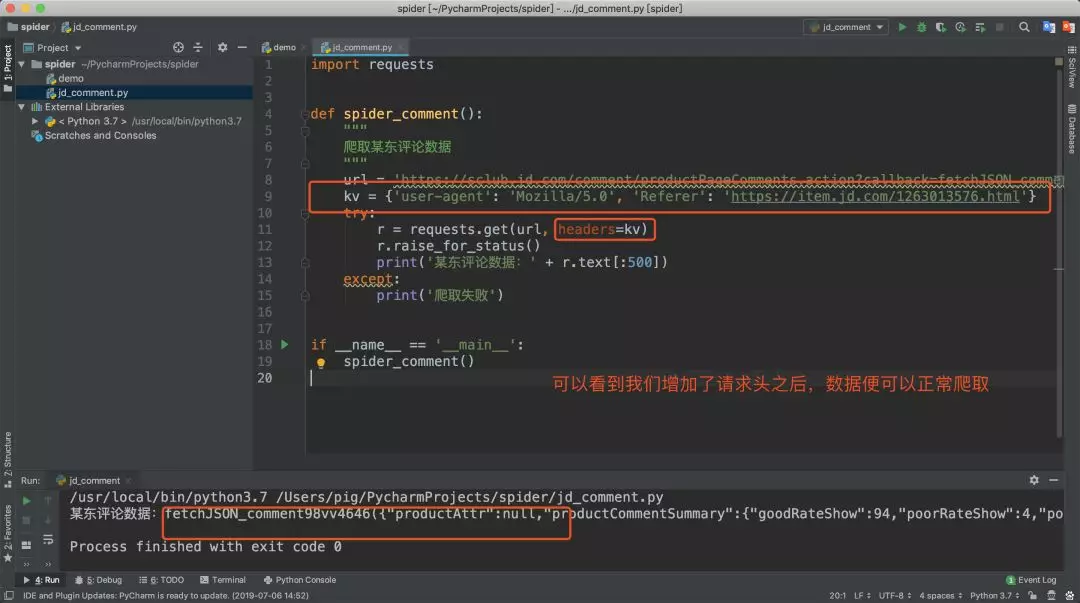 spider [~/PycharmProjects/spider] - .../jd_comment.py [spider]
spider jd_comment.py
jd_comment
Project
demo
jd_comment.py
1: Project
spider ~/PycharmProjects/spider
demo
jd_comment.py
External Libraries
< Python 3.7 > /usr/local/bin/python3.7
Scratches and Consoles
1 import requests
2
3
4 def spider_comment():
5 """
6 爬取某东评论数据
7 """
8 url = 'https://sclub.jd.com/comment/productPageComments.action?callback=fetchJSON_comm
9 kv = {'user-agent': 'Mozilla/5.0', 'Referer': 'https://item.jd.com/1263013576.html'}
10 try:
11 r = requests.get(url, headers=kv)
12 r.raise_for_status()
13 print('某东评论数据：' + r.text[:500])
14 except:
15 print('爬取失败')
16
17
18 if __name__ == '__main__':
19 spider_comment()
20
可以看到我们增加了请求头之后，数据便可以正常爬取
SciView
Database
Z: Structure
2: Favorites
Run: jd_comment
/usr/local/bin/python3.7 /Users/pig/PycharmProjects/spider/jd_comment.py
某东评论数据：fetchJSON_comment98vv4646({"productAttr":null,"productCommentSummary":{"goodRateShow":94,"poorRateShow":4,"po
Process finished with exit code 0
4: Run 5: Debug 6: TODO Terminal Python Console
1 Event Log
IDE and Plugin Updates: PyCharm is ready to update. (2019-07-06 14:52)
20:1 LF UTF-8 4 spaces Python 3.7